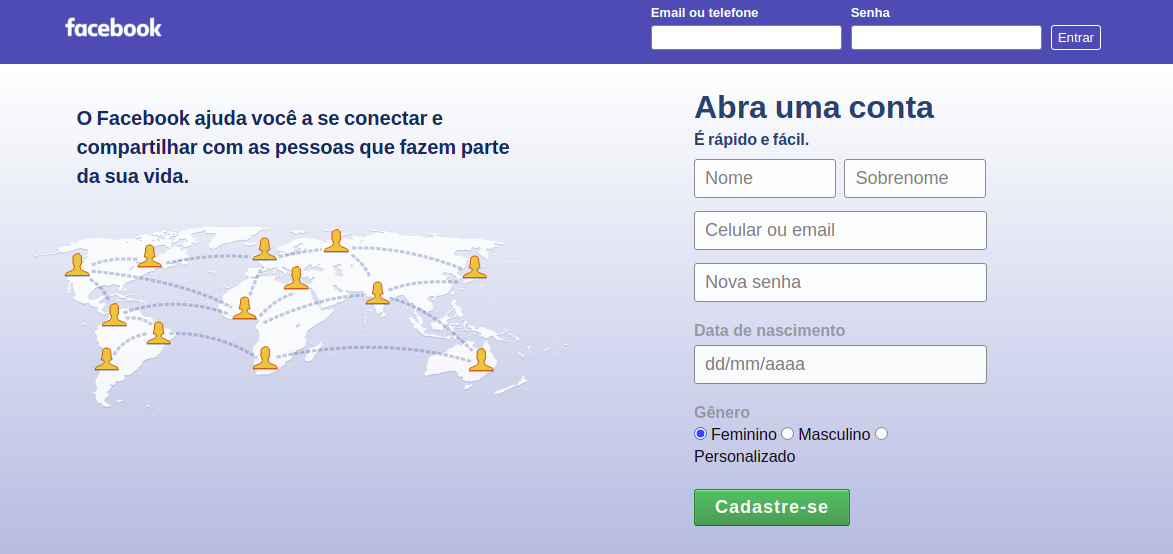 facebook
Email ou telefone
Senha
Entrar
O Facebook ajuda você a se conectar e
compartilhar com as pessoas que fazem parte
da sua vida.
Abra uma conta
É rápido e fácil.
Nome
Sobrenome
Celular ou email
Nova senha
Data de nascimento
dd/mm/aaaa
Gênero
Feminino Masculino
Personalizado
Cadastre-se